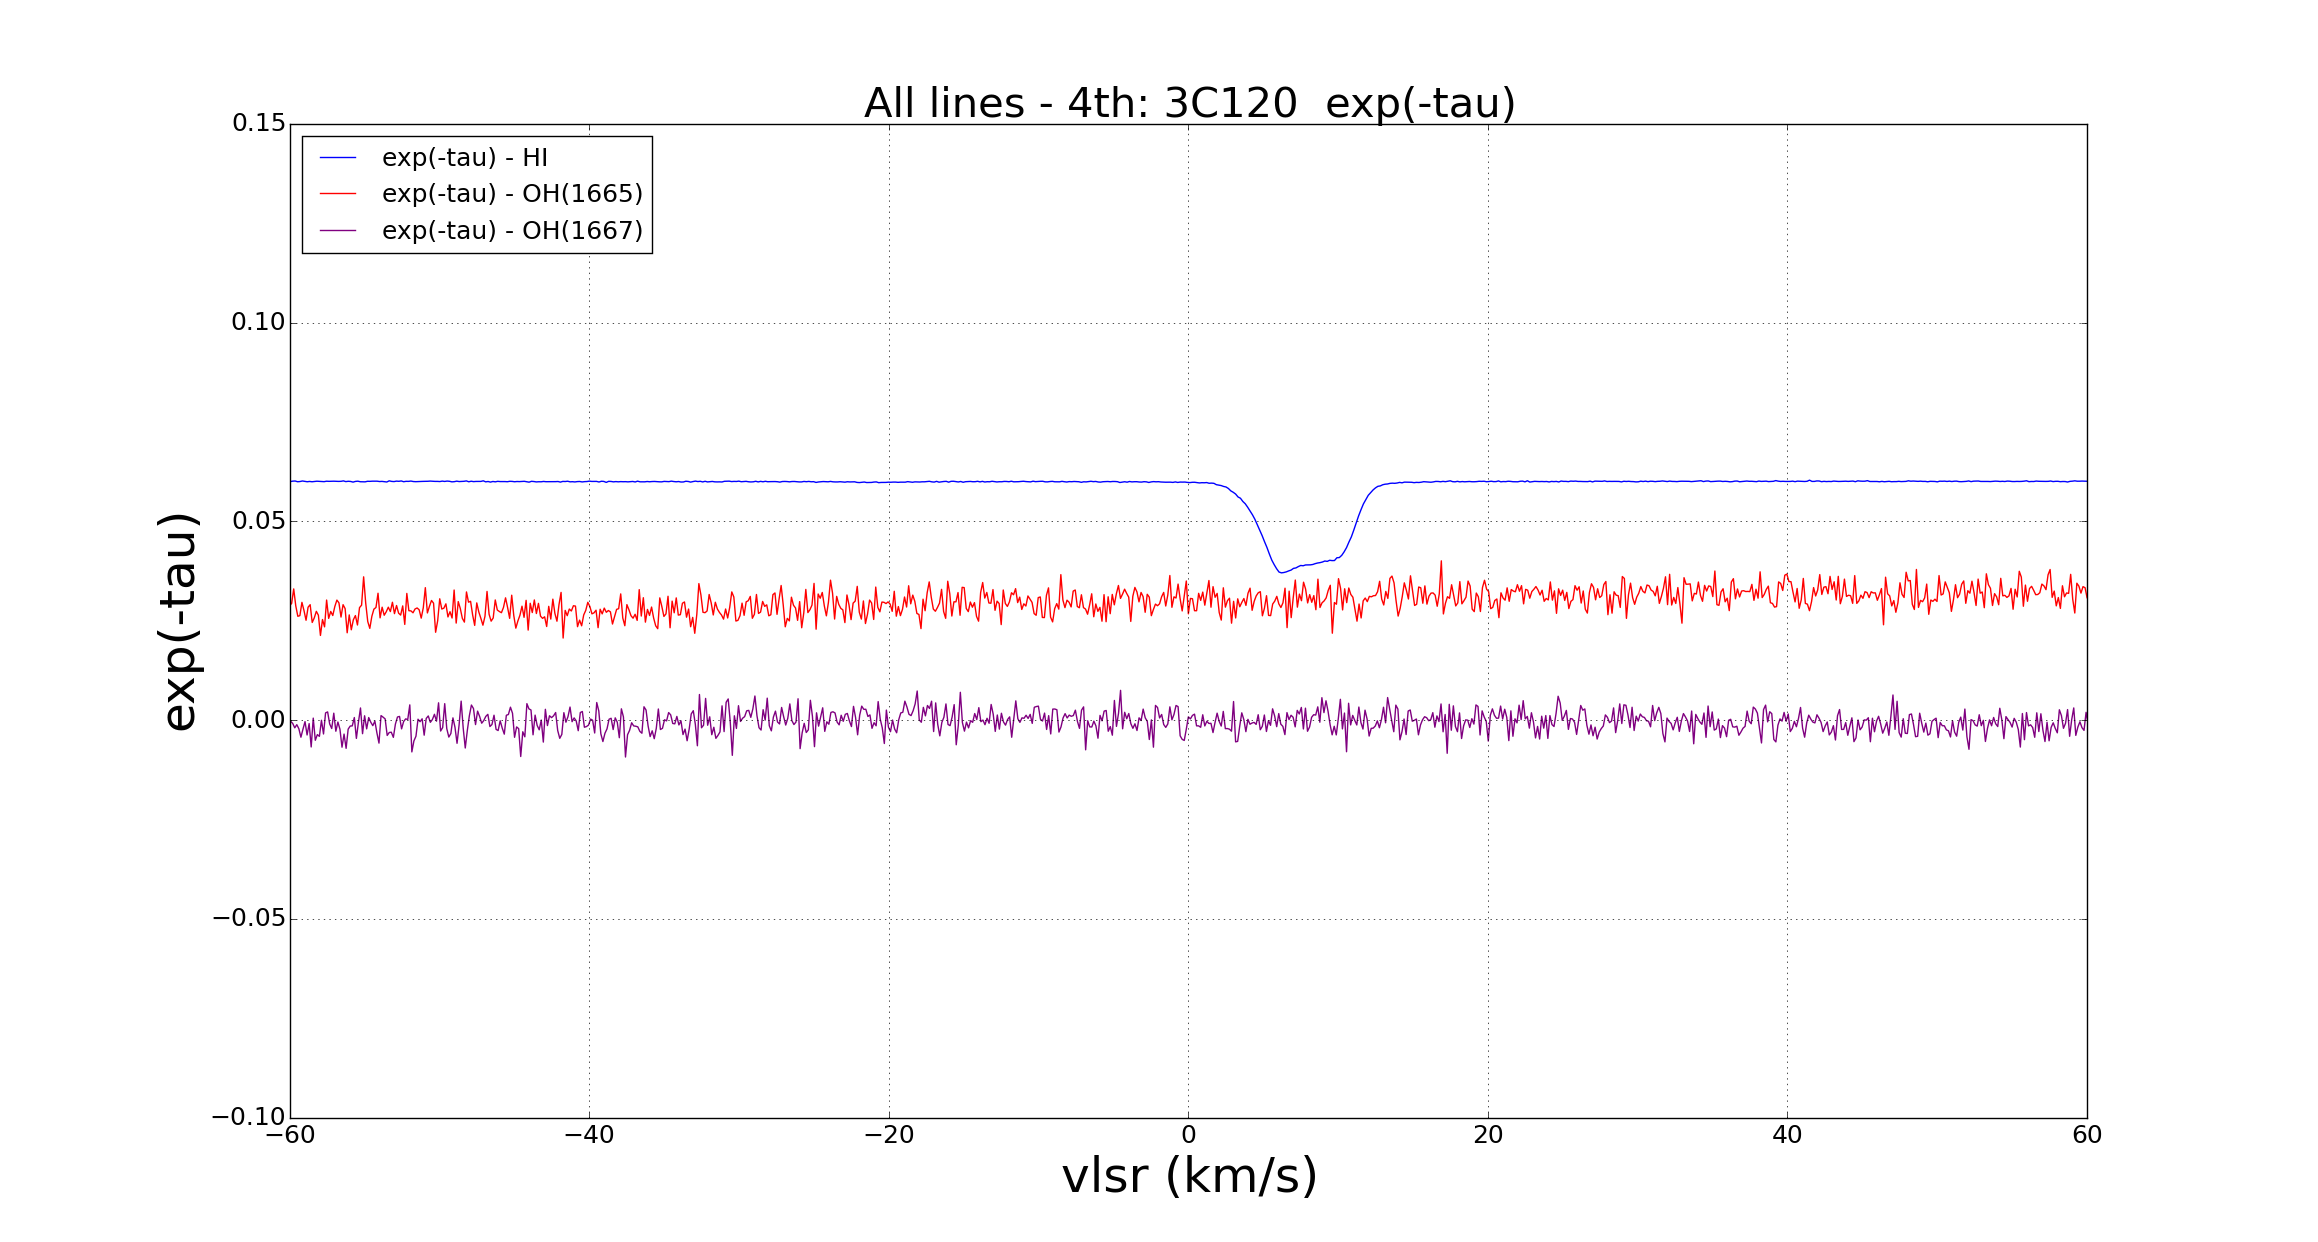 All lines - 4th: 3C120  exp(-tau)
0.15
0.10
0.05
0.00
−0.05
−0.10
exp(-tau) - HI
exp(-tau) - OH(1665)
exp(-tau) - OH(1667)
exp(-tau)
−60
−40
−20
0
20
40
60
vlsr (km/s)